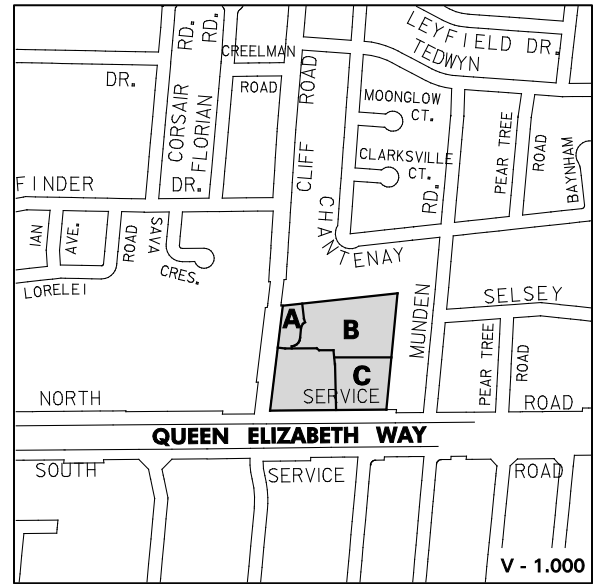 LEYFIELD DR.
TEDWYN
RD.
RD.
CREELMAN
ROAD
DR.
CORSAIR
FLORIAN
DR.
CLIFF ROAD
MOONGLOW
CT.
CLARKSVILLE
CT.
RD.
PEAR TREE
ROAD
BAYNHAM
FINDER
IAN
AVE.
ROAD
SAVA
CRES.
LORELEI
CHANTENAY
MUNDEN
SELSEY
A
B
C
PEAR TREE
ROAD
NORTH
SERVICE
ROAD
QUEEN ELIZABETH WAY
SOUTH
SERVICE
ROAD
V - 1.000